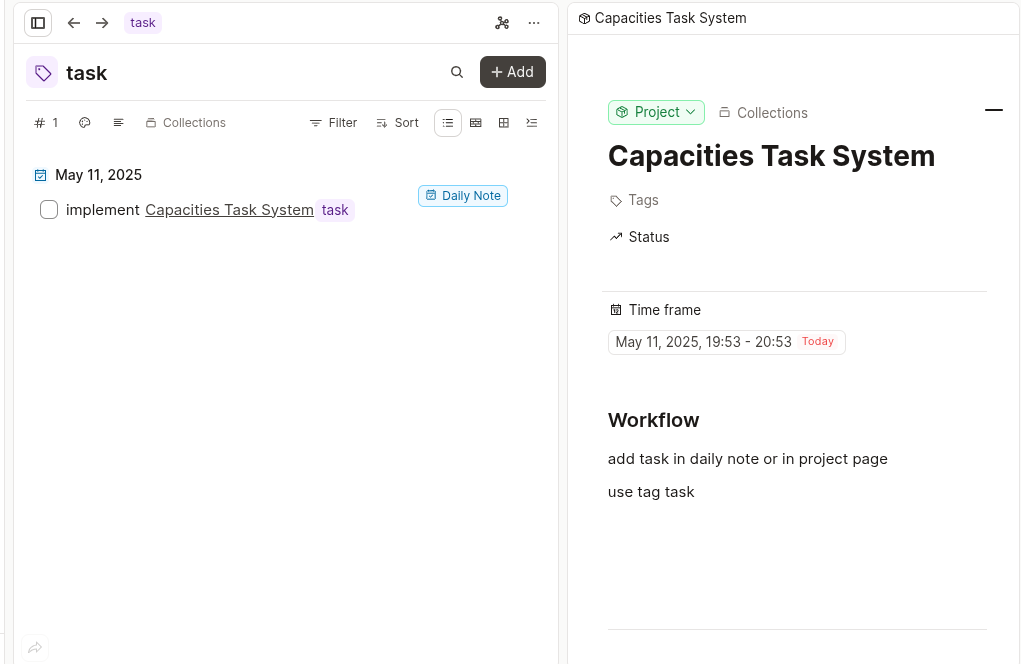 task
task
Add
# 1
Collections
Filter
Sort
May 11, 2025
Daily Note
implement Capacities Task System task
Capacities Task System
Project
Collections
Capacities Task System
Tags
Status
Time frame
May 11, 2025, 19:53 - 20:53 Today
Workflow
add task in daily note or in project page
use tag task